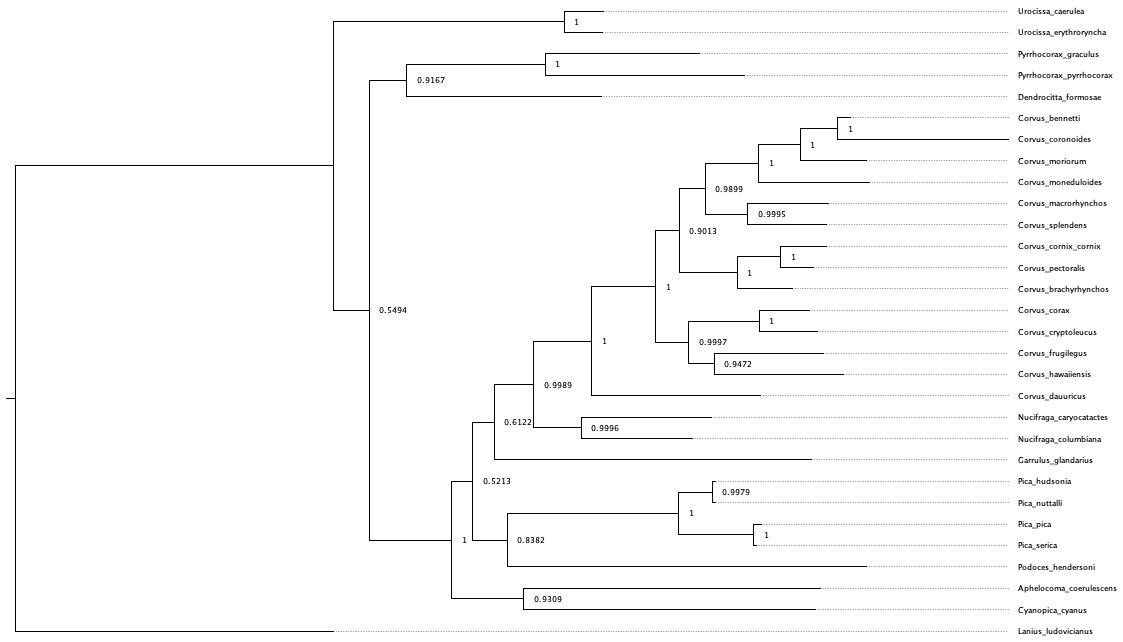 Urocissa_caerulea
1
Urocissa_erythroryncha
Pyrrhocorax_graculus
1
Pyrrhocorax_pyrrhocorax
0.9167
Dendrocitta_formosae
Corvus_bennetti
1
Corvus_coronoides
1
Corvus_moriorum
1
Corvus_moneduloides
0.9899
Corvus_macrorhynchos
0.9995
Corvus_splendens
0.9013
Corvus_cornix_cornix
1
Corvus_pectoralis
1
Corvus_brachyrhynchos
1
0.5494
Corvus_corax
1
Corvus_cryptoleucus
0.9997
1
Corvus_frugilegus
0.9472
Corvus_hawaiiensis
0.9989
Corvus_dauuricus
Nucifraga_caryocatactes
0.6122
0.9996
Nucifraga_columbiana
Garrulus_glandarius
0.5213
Pica_hudsonia
0.9979
Pica_nuttalli
1
Pica_pica
1
Pica_serica
1
0.8382
Podoces_hendersoni
Aphelocoma_coerulescens
0.9309
Cyanopica_cyanus
Lanius_ludovicianus